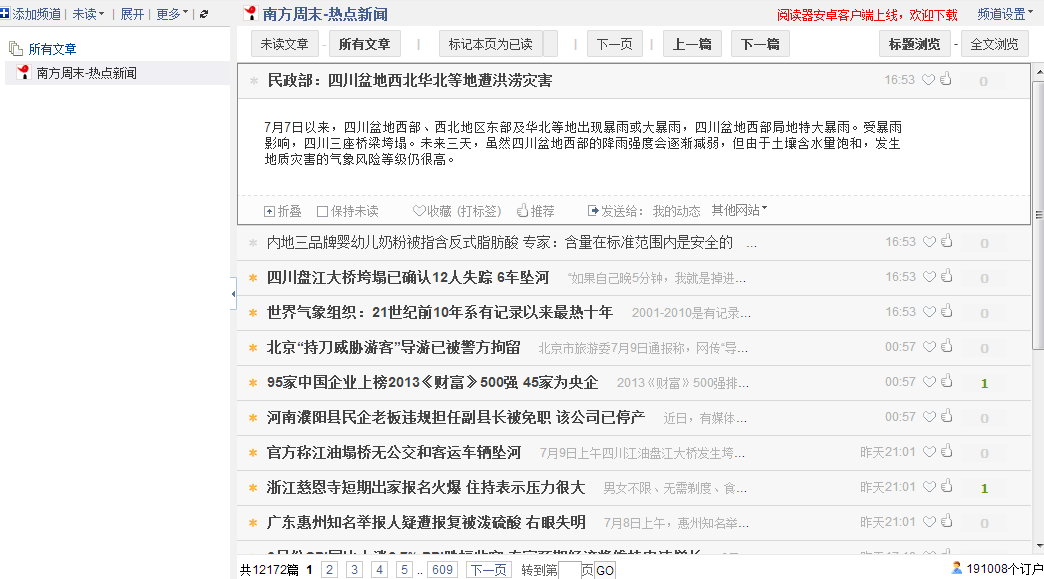 添加频道 | 未读 | 展开 | 更多
所有文章
南方周末-热点新闻
南方周末-热点新闻 阅读器安卓客户端上线，欢迎下载 频道设置
未读文章 - 所有文章 | 标记本页为已读 | 下一页 | 上一篇 下一篇 标题浏览 - 全文浏览
民政部：四川盆地西北华北等地遭洪涝灾害 16:53 0
7月7日以来，四川盆地西部、西北地区东部及华北等地出现暴雨或大暴雨，四川盆地西部局地特大暴雨。受暴雨
影响，四川三座桥梁垮塌。未来三天，虽然四川盆地西部的降雨强度会逐渐减弱，但由于土壤含水量饱和，发生
地质灾害的气象风险等级仍很高。
折叠 保持未读 收藏 (打标签) 推荐 发送给： 我的动态 其他网站
内地三品牌婴幼儿奶粉被指含反式脂肪酸 专家：含量在标准范围内是安全的 ... 16:53 0
四川盘江大桥垮塌已确认12人失踪 6车坠河 “如果自己晚5分钟，我就是掉进... 16:53 0
世界气象组织：21世纪前10年系有记录以来最热十年 2001-2010是有记录... 16:53 0
北京“持刀威胁游客”导游已被警方拘留 北京市旅游委7月9日通报称，网传“导... 00:57 0
95家中国企业上榜2013《财富》500强 45家为央企 2013《财富》500强排... 00:57 1
河南濮阳县民企老板违规担任副县长被免职 该公司已停产 近日，有媒体... 00:57 0
官方称江油塌桥无公交和客运车辆坠河 7月9日上午四川江油盘江大桥发生垮... 昨天21:01 0
浙江慈恩寺短期出家报名火爆 住持表示压力很大 男女不限、无需剃度、食... 昨天21:01 1
广东惠州知名举报人疑遭报复被泼硫酸 右眼失明 7月8日上午，惠州知名举... 昨天21:01 0
共12172篇 1 2 3 4 5 .. 609 下一页 转到第 页 GO 191008个订户